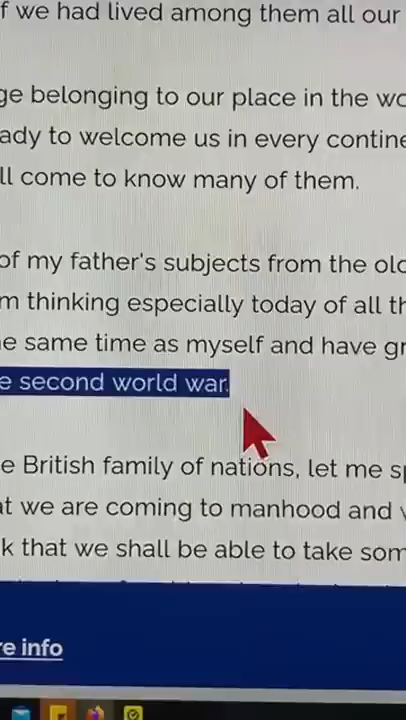 f we had lived among them all our
ge belonging to our place in the wo
ady to welcome us in every contine
ll come to know many of them.
of my father's subjects from the old
m thinking especially today of all th
e same time as myself and have gr
e second world war.
e British family of nations, let me sp
at we are coming to manhood and
k that we shall be able to take som
re info